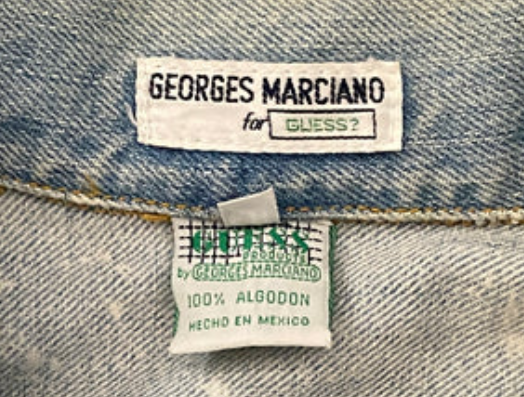 GEORGES MARCIANO
for GUESS?
GUESS
PRODUCTS
by GEORGES MARCIANO
100% ALGODON
HECHO EN MEXICO